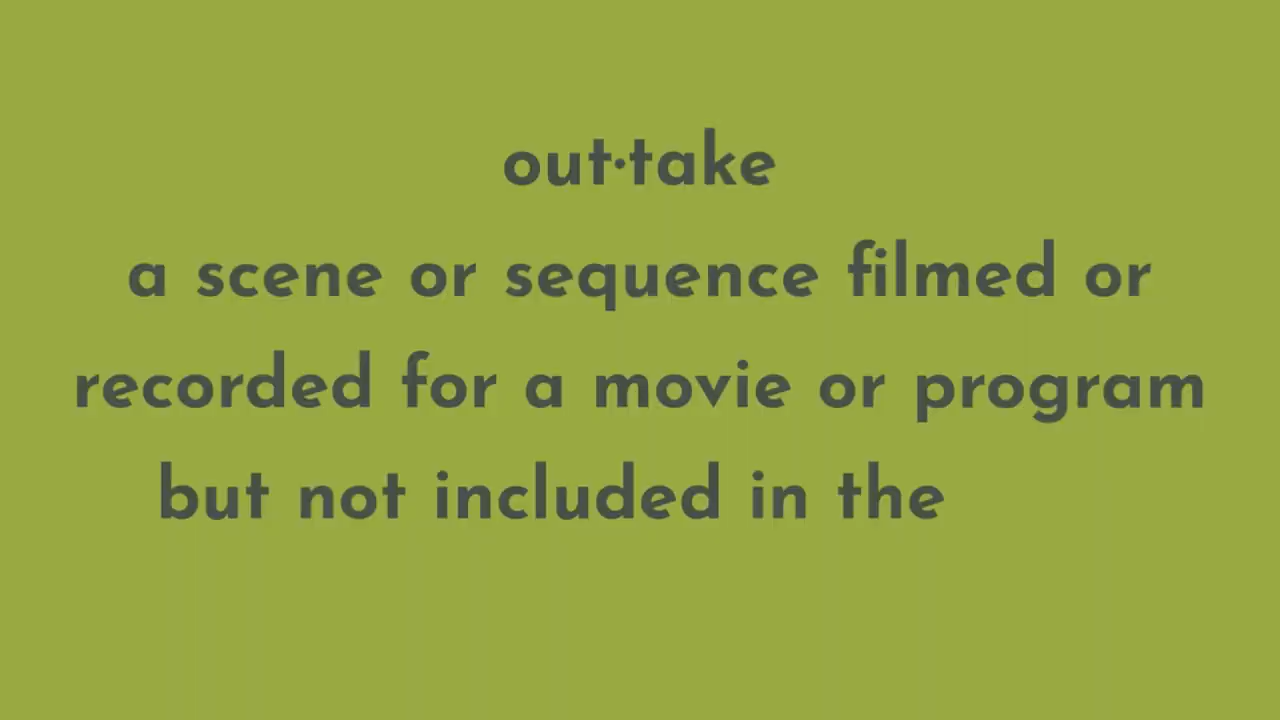 out·take
a scene or sequence filmed or
recorded for a movie or program
but not included in the